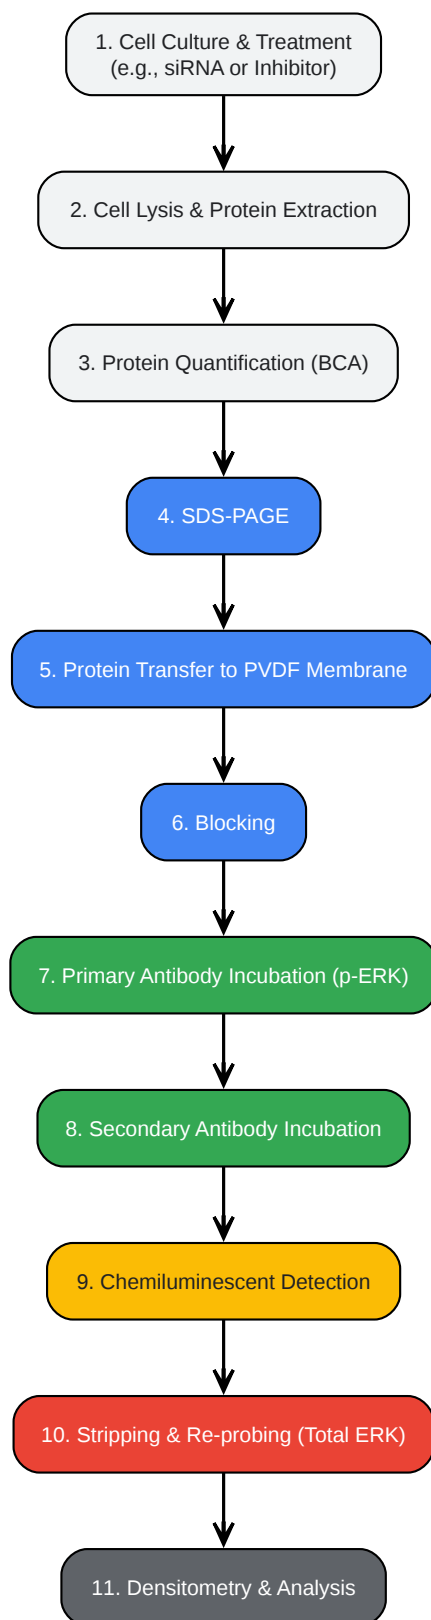 1. Cell Culture & Treatment
(e.g., siRNA or Inhibitor)
2. Cell Lysis & Protein Extraction
3. Protein Quantification (BCA)
4. SDS-PAGE
5. Protein Transfer to PVDF Membrane
6. Blocking
7. Primary Antibody Incubation (p-ERK)
8. Secondary Antibody Incubation
9. Chemiluminescent Detection
10. Stripping & Re-probing (Total ERK)
11. Densitometry & Analysis